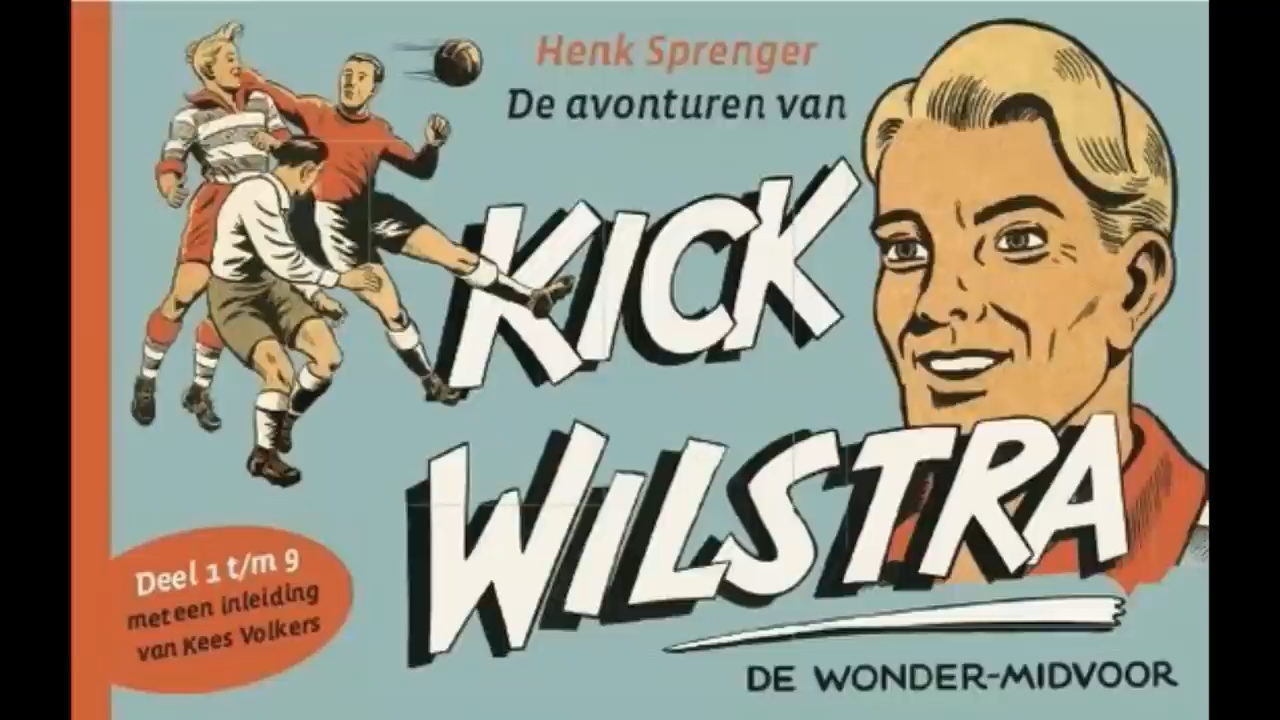 Henk Sprenger
De avonturen van
KICK
WILSTRA
DE WONDER-MIDVOOR
Deel 1 t/m 9
met een inleiding
van Kees Volkers